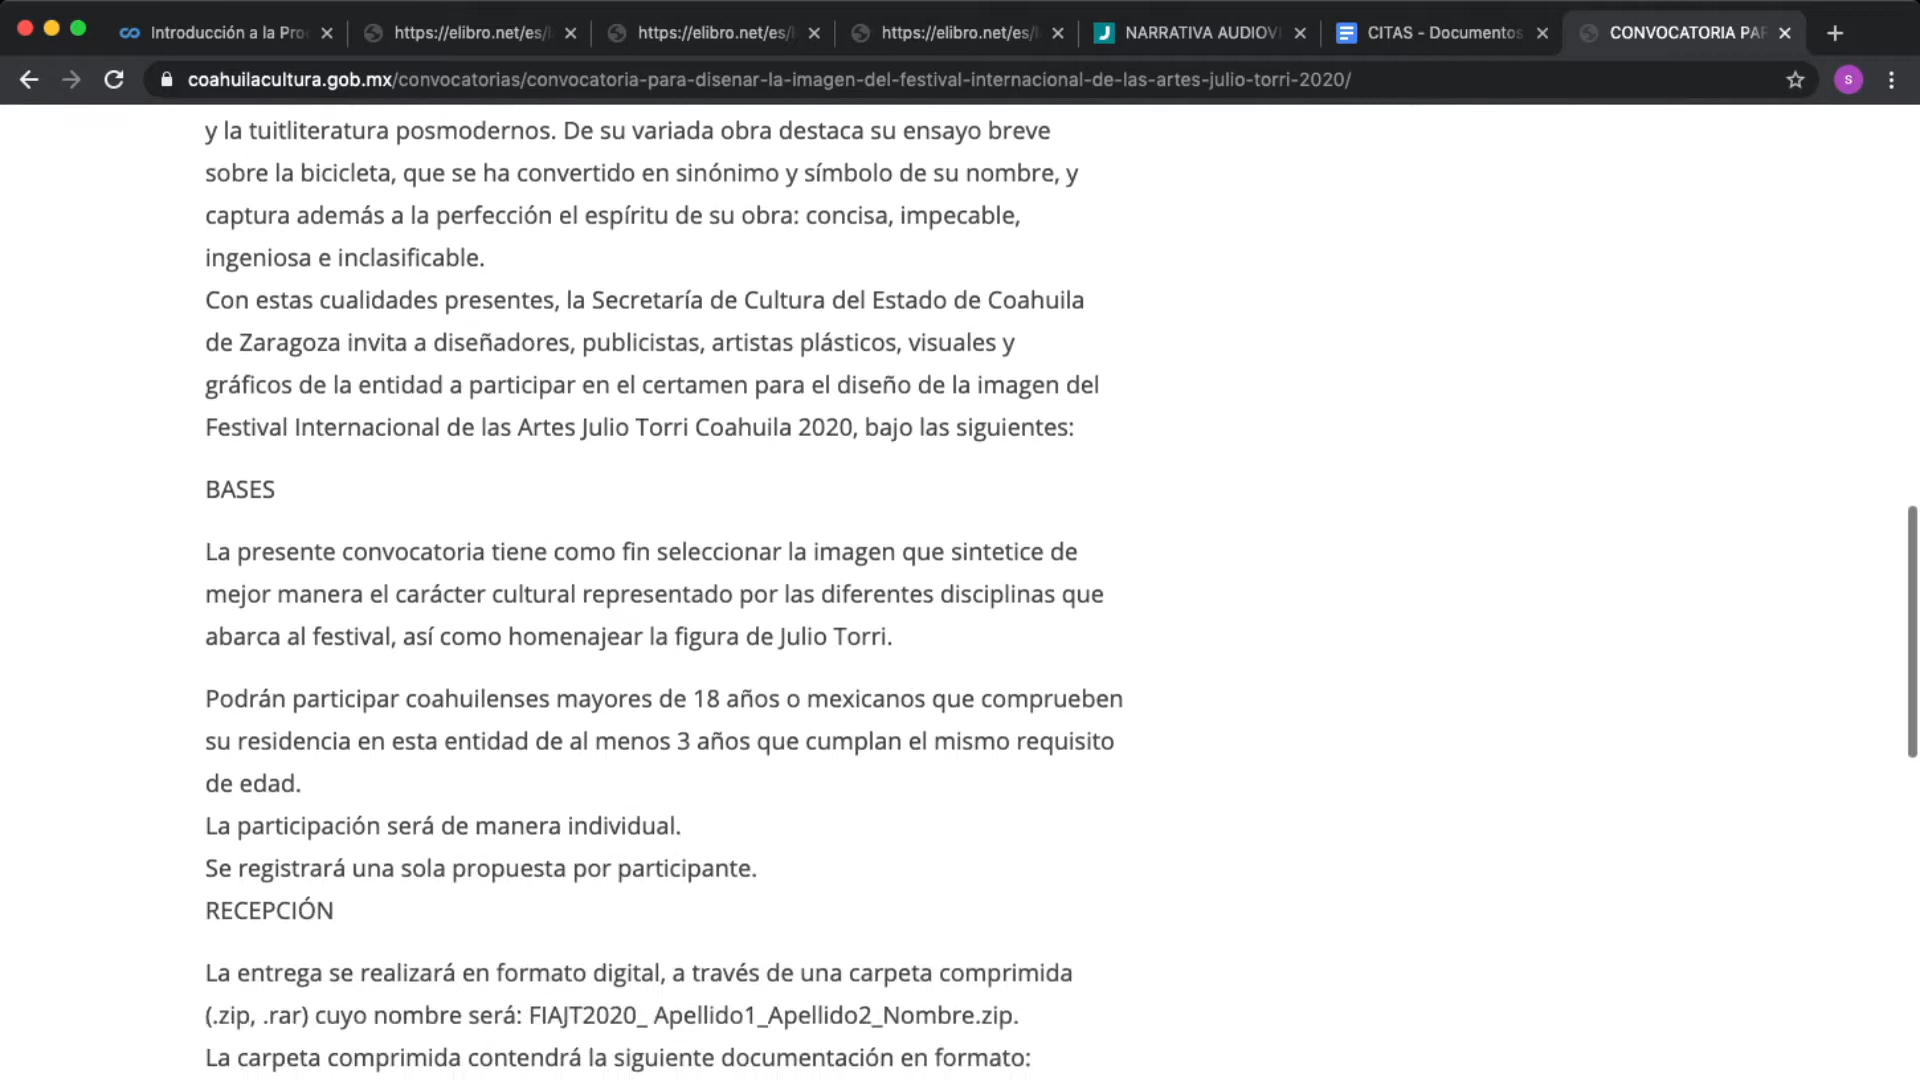 Introducción a la Pro
https://elibro.net/es/
https://elibro.net/es/
https://elibro.net/es/
NARRATIVA AUDIOV
CITAS - Documentos
CONVOCATORIA PAR
coahuilacultura.gob.mx/convocatorias/convocatoria-para-disenar-la-imagen-del-festival-internacional-de-las-artes-julio-torri-2020/
s
y la tuitliteratura posmodernos. De su variada obra destaca su ensayo breve
sobre la bicicleta, que se ha convertido en sinónimo y símbolo de su nombre, y
captura además a la perfección el espíritu de su obra: concisa, impecable,
ingeniosa e inclasificable.
Con estas cualidades presentes, la Secretaría de Cultura del Estado de Coahuila
de Zaragoza invita a diseñadores, publicistas, artistas plásticos, visuales y
gráficos de la entidad a participar en el certamen para el diseño de la imagen del
Festival Internacional de las Artes Julio Torri Coahuila 2020, bajo las siguientes:
BASES
La presente convocatoria tiene como fin seleccionar la imagen que sintetice de
mejor manera el carácter cultural representado por las diferentes disciplinas que
abarca al festival, así como homenajear la figura de Julio Torri.
Podrán participar coahuilenses mayores de 18 años o mexicanos que comprueben
su residencia en esta entidad de al menos 3 años que cumplan el mismo requisito
de edad.
La participación será de manera individual.
Se registrará una sola propuesta por participante.
RECEPCIÓN
La entrega se realizará en formato digital, a través de una carpeta comprimida
(.zip, .rar) cuyo nombre será: FIAJT2020_ Apellido1_Apellido2_Nombre.zip.
La carpeta comprimida contendrá la siguiente documentación en formato: